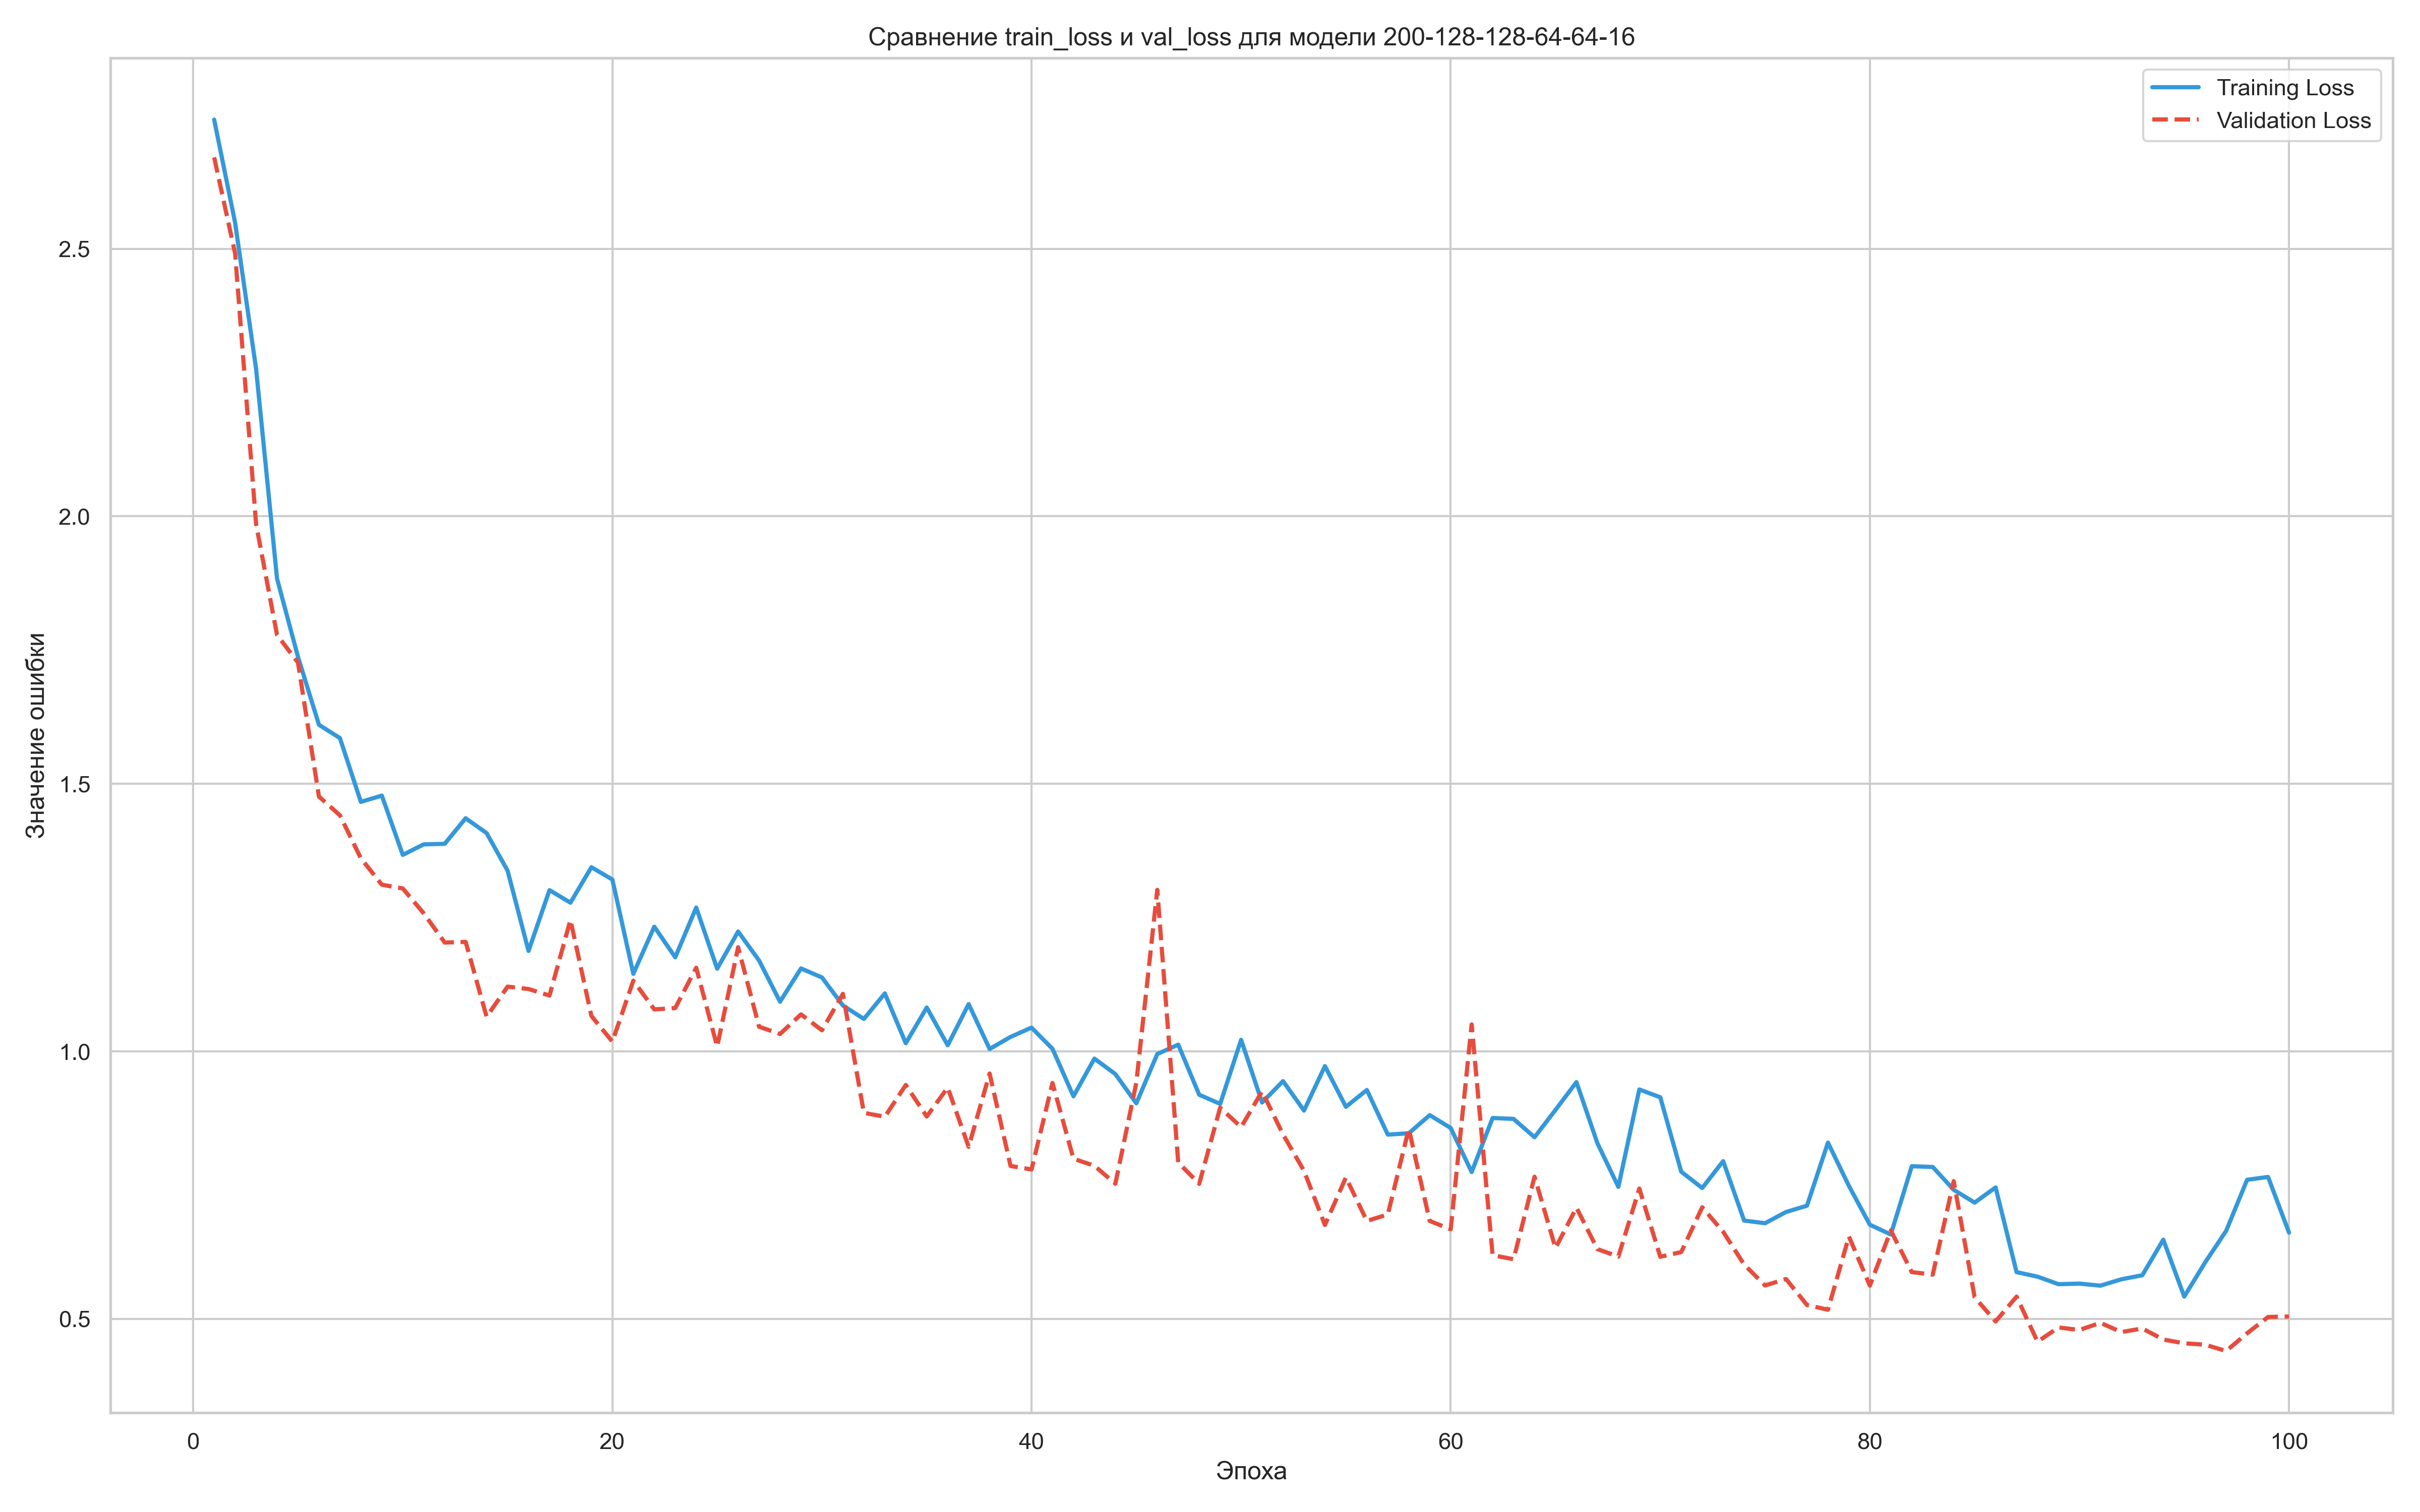 Сравнение train_loss и val_loss для модели 200-128-128-64-64-16
Training Loss
Validation Loss
Значение ошибки
2.5
2.0
1.5
1.0
0.5
0 20 40 60 80 100
Эпоха